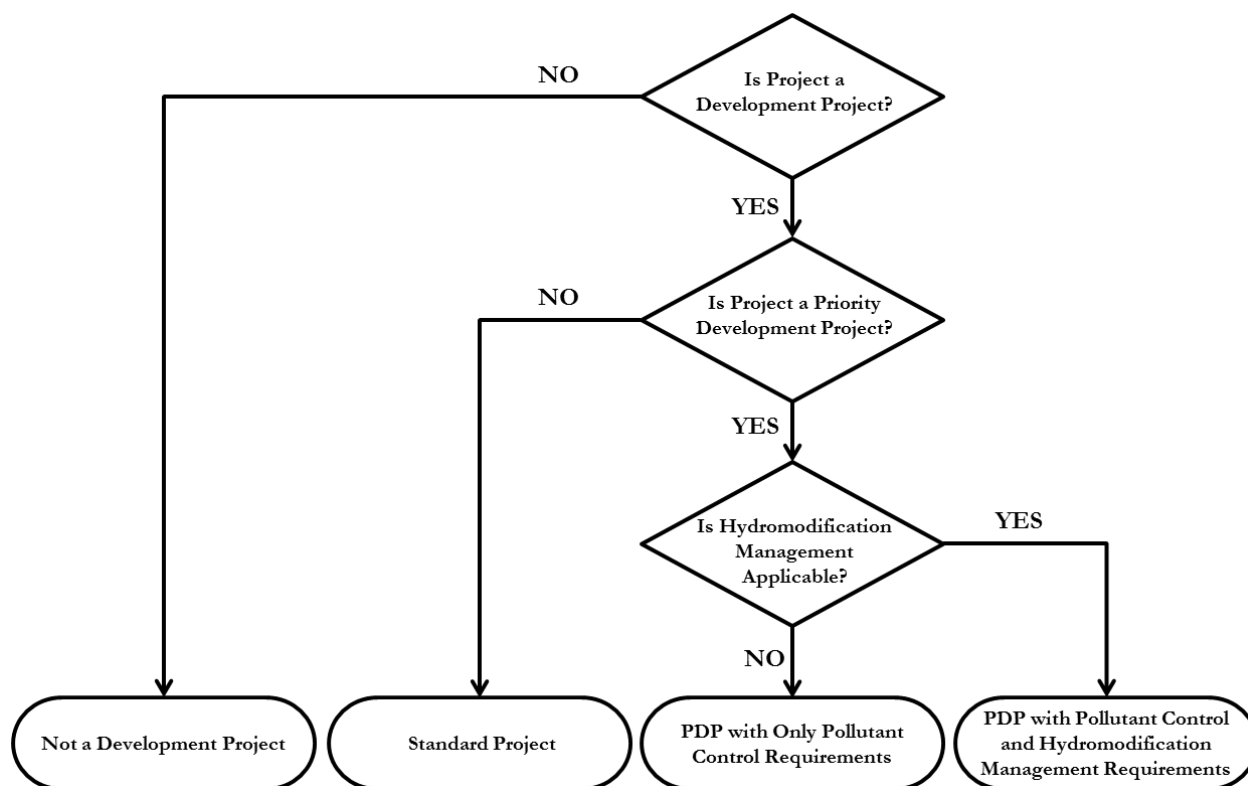 NO
Is Project a
Development Project?
YES
NO
Is Project a Priority
Development Project?
YES
Is Hydromodification
Management
Applicable?
YES
NO
Not a Development Project
Standard Project
PDP with Only Pollutant
Control Requirements
PDP with Pollutant Control
and Hydromodification
Management Requirements